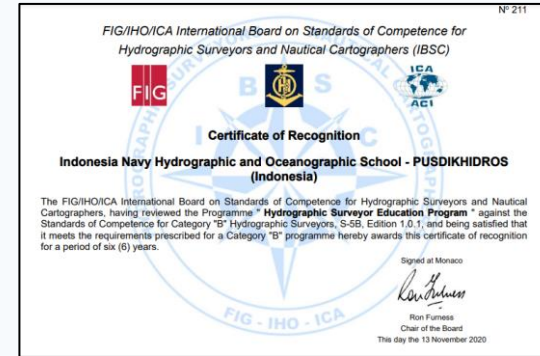 Nº 211
FIG/IHO/ICA International Board on Standards of Competence for
Hydrographic Surveyors and Nautical Cartographers (IBSC)
FIG
ICA
ACI
B S
I C
Certificate of Recognition
Indonesia Navy Hydrographic and Oceanographic School - PUSDIKHIDROS
(Indonesia)
The FIG/IHO/ICA International Board on Standards of Competence for Hydrographic Surveyors and Nautical
Cartographers, having reviewed the Programme " Hydrographic Surveyor Education Program " against the
Standards of Competence for Category "B" Hydrographic Surveyors, S-5B, Edition 1.0.1, and being satisfied that
it meets the requirements prescribed for a Category "B" programme hereby awards this certificate of recognition
for a period of six (6) years.
Signed at Monaco
Ron Furness
Ron Furness
Chair of the Board
This day the 13 November 2020
FIG - IHO - ICA